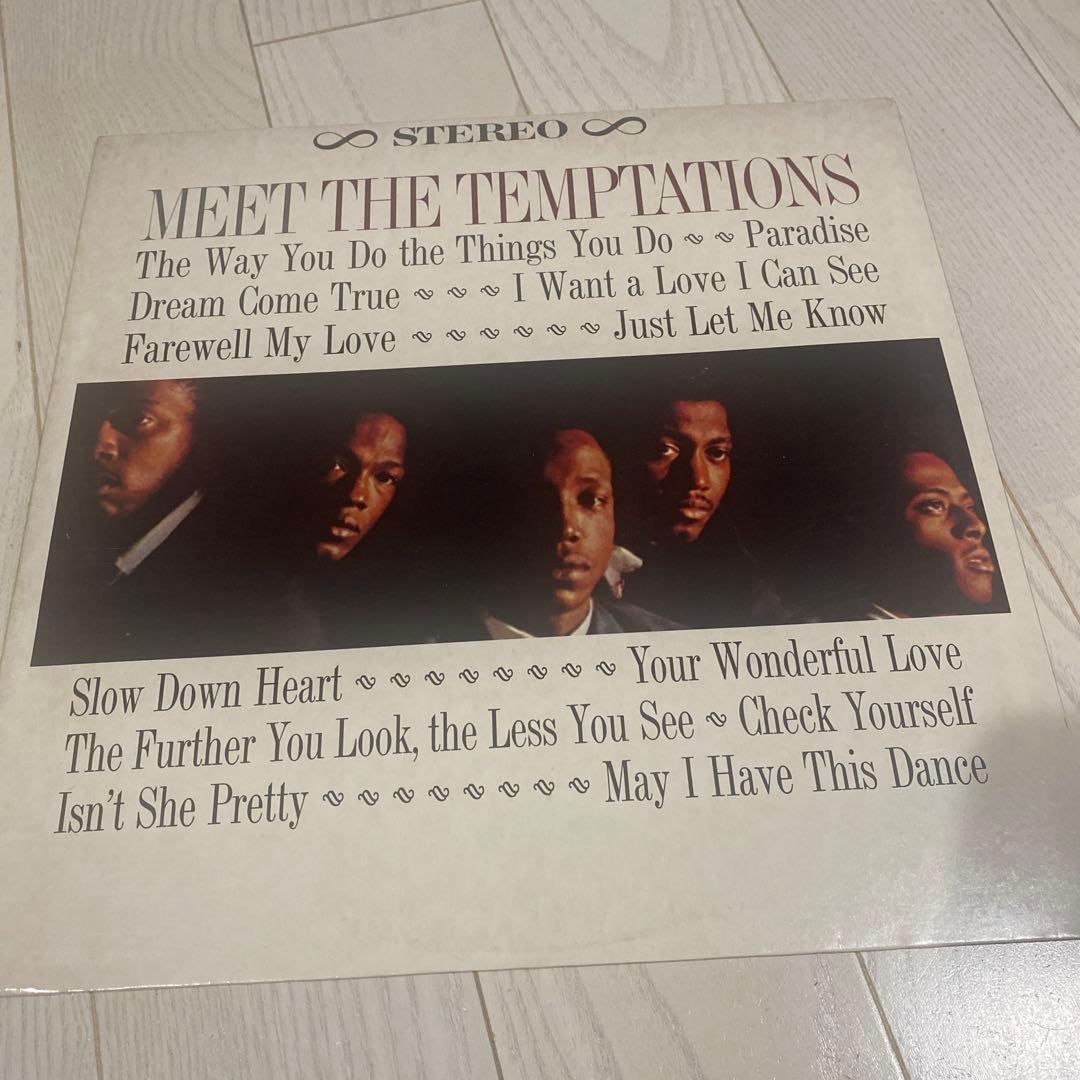 ∞ STEREO ∞
MEET THE TEMPTATIONS
The Way You Do the Things You Do ~ ~ Paradise
Dream Come True ~ ~ ~ I Want a Love I Can See
Farewell My Love ~ ~ ~ ~ ~ ~ Just Let Me Know
Slow Down Heart ~ ~ ~ ~ ~ ~ ~ ~ Your Wonderful Love
The Further You Look, the Less You See ~ Check Yourself
Isn't She Pretty ~ ~ ~ ~ ~ ~ ~ ~ May I Have This Dance